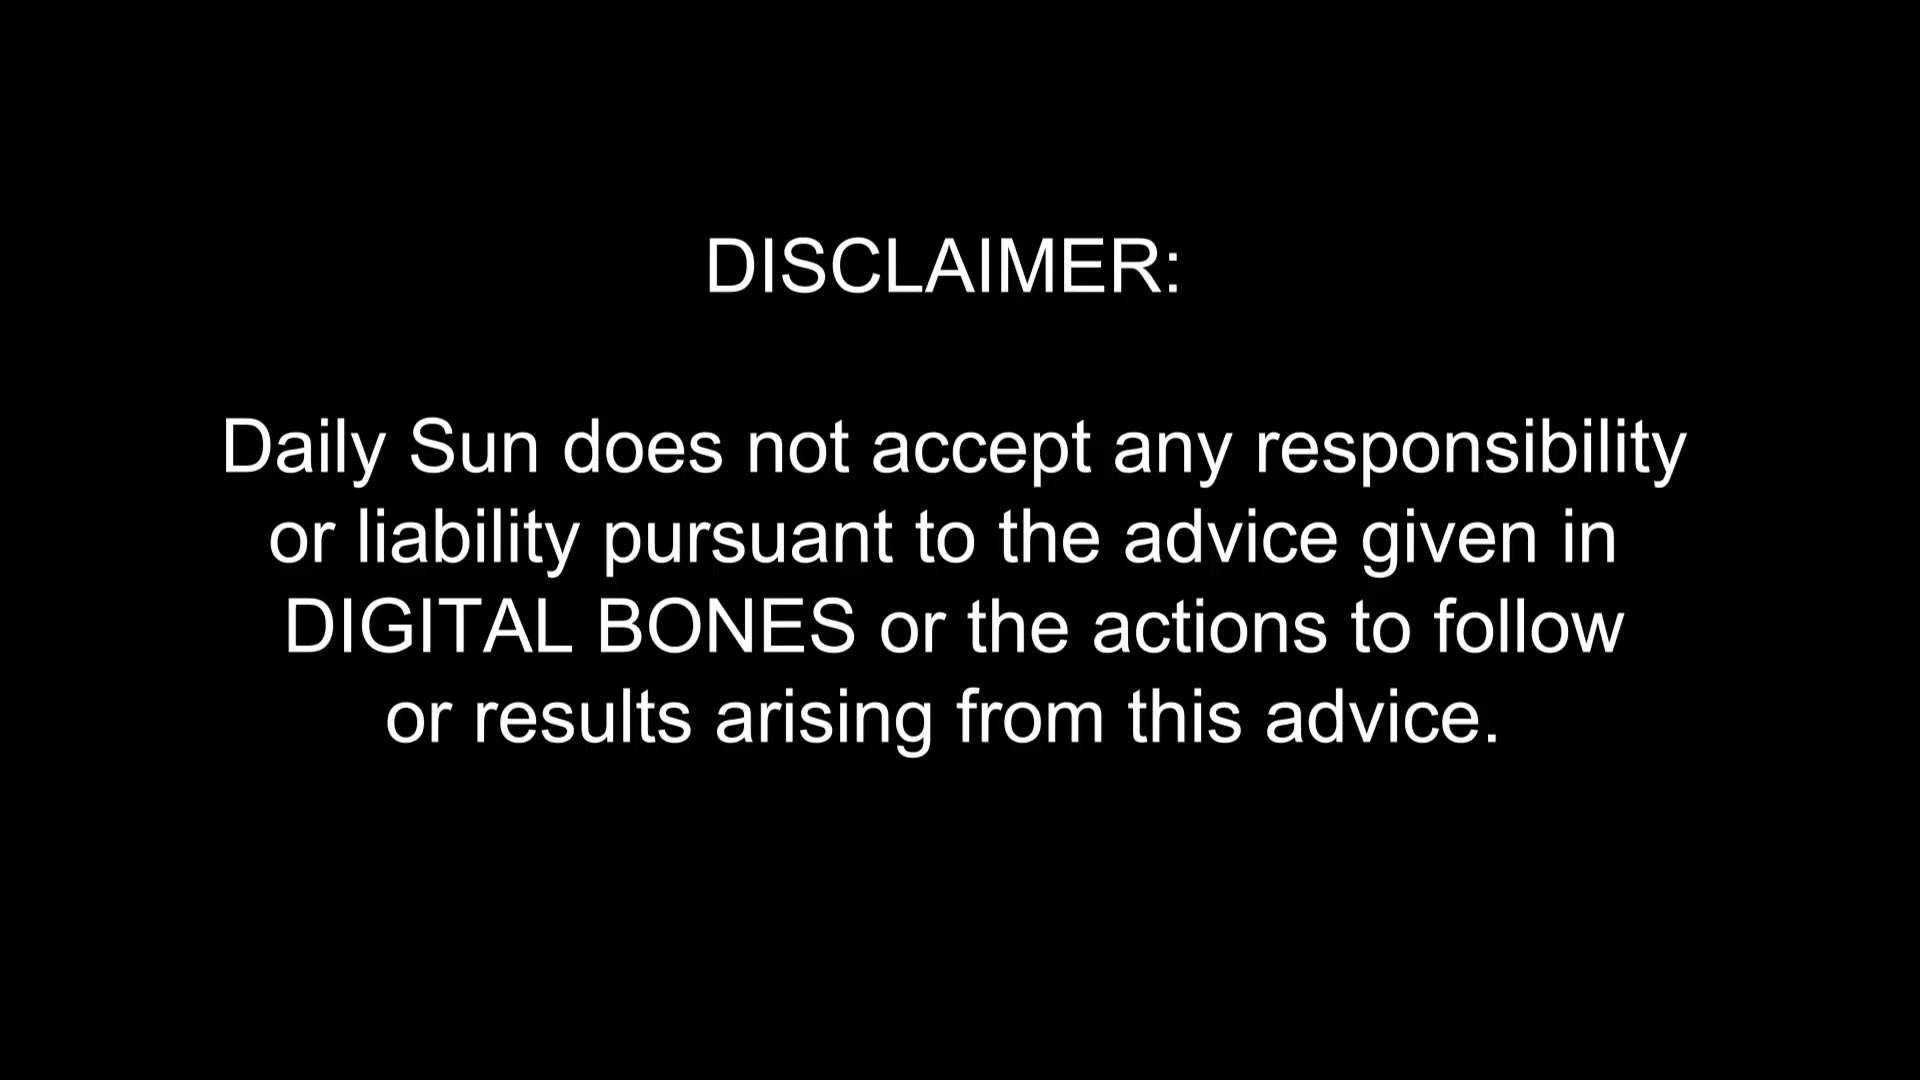 DISCLAIMER:
Daily Sun does not accept any responsibility
or liability pursuant to the advice given in
DIGITAL BONES or the actions to follow
or results arising from this advice.